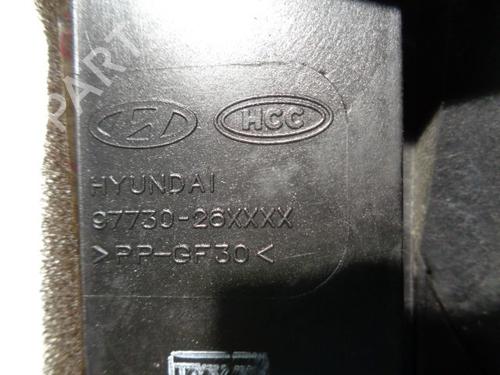 HCC
HYUNDAI
97730-26XXXX
>PP-GF30<